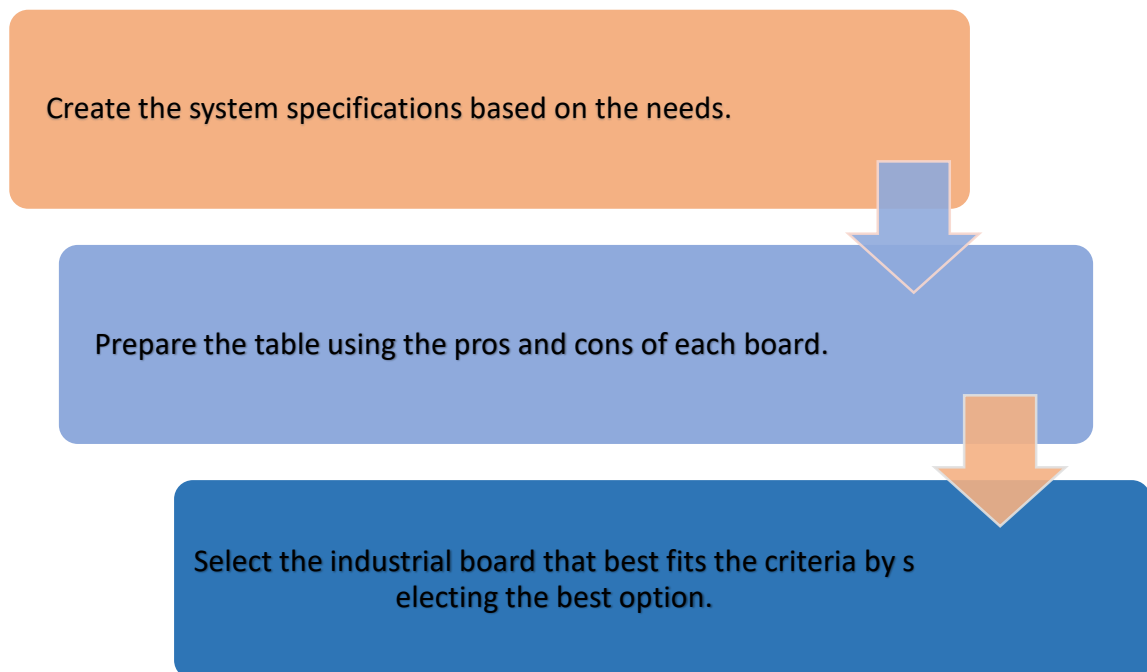 Create the system specifications based on the needs.
Prepare the table using the pros and cons of each board.
Select the industrial board that best fits the criteria by s
electing the best option.